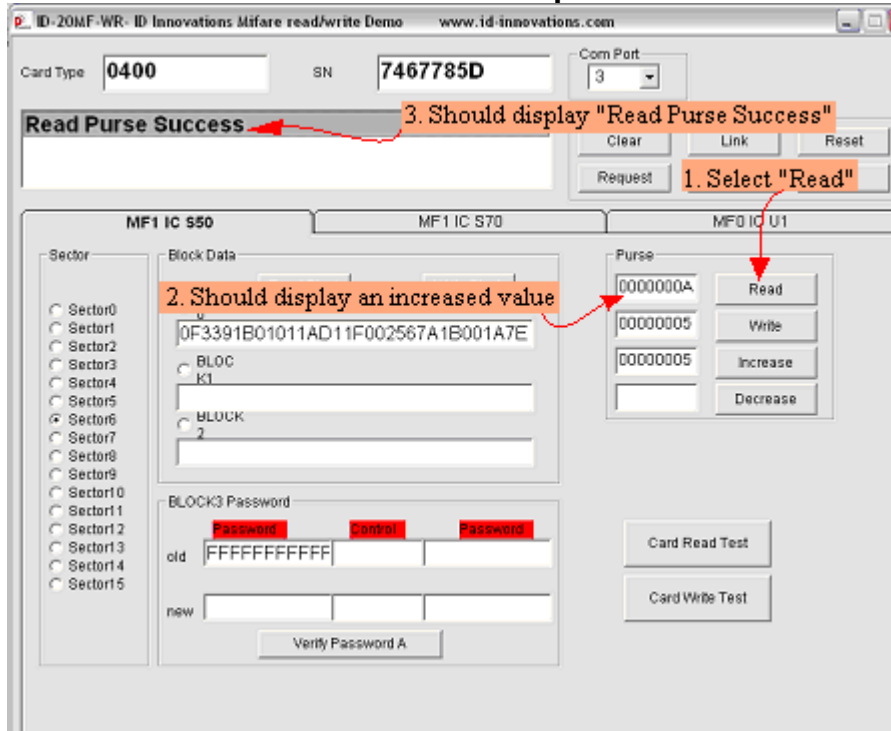 ID-20MF-WR- ID Innovations Mifare read/write Demo www.id-innovations.com
Card Type 0400 SN 7467785D Com Port 3
Read Purse Success
3. Should display "Read Purse Success"
Clear Link Reset
Request
1. Select "Read"
MF1 IC S50 MF1 IC S70 MF0 IC U1
Sector Block Data Purse
0000000A Read
2. Should display an increased value
00000005 Write
00000005 Increase
Decrease
Sector0
Sector1
Sector2
Sector3
Sector4
Sector5
Sector6
Sector7
Sector8
Sector9
Sector10
Sector11
Sector12
Sector13
Sector14
Sector15
0F3391B01011AD11F002567A1B001A7E
BLOC
K1
BLOCK
2
BLOCK3 Password
Password Control Password
old FFFFFFFFFFFF
new
Verify Password A
Card Read Test
Card Write Test